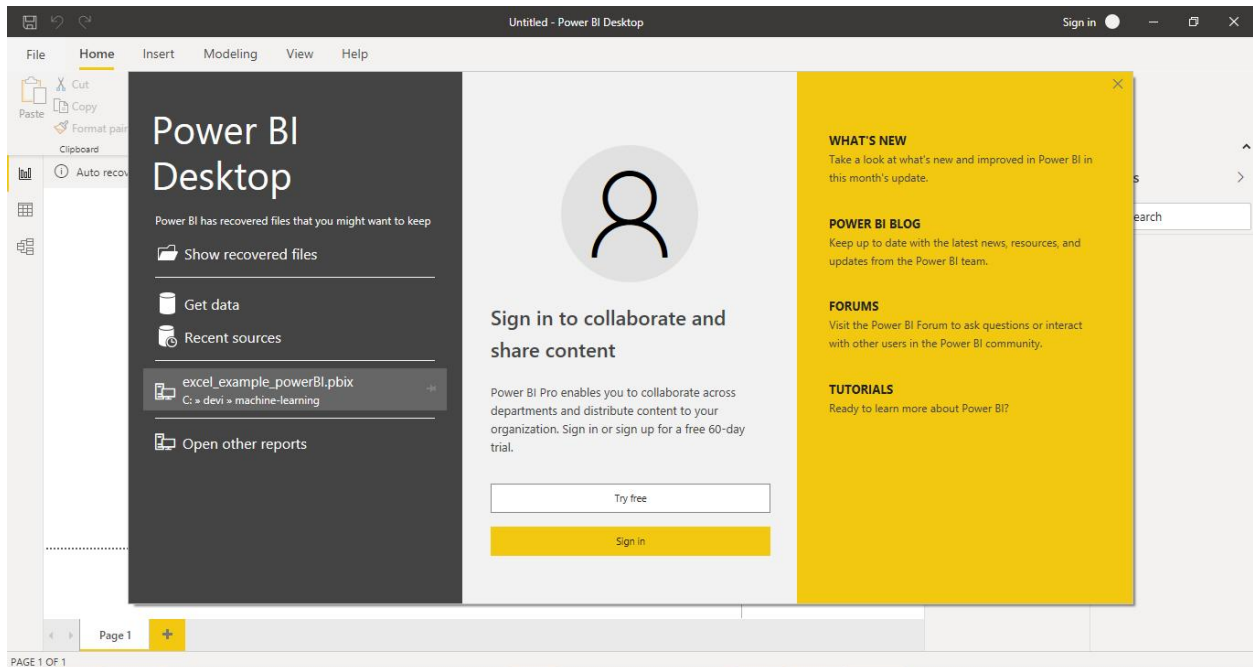 Untitled - Power BI Desktop
Sign in
File Home Insert Modeling View Help
Paste
Cut
Copy
Format
Clipboard
Auto
Power BI
Desktop
Power BI has recovered files that you might want to keep
Show recovered files
Get data
Recent sources
excel_example_powerBI.pbix
C: » devi » machine-learning
Open other reports
Sign in to collaborate and
share content
Power BI Pro enables you to collaborate across
departments and distribute content to your
organization. Sign in or sign up for a free 60-day
trial.
Try free
Sign in
WHAT'S NEW
Take a look at what's new and improved in Power BI in
this month's update.
POWER BI BLOG
Keep up to date with the latest news, resources, and
updates from the Power BI team.
FORUMS
Visit the Power BI Forum to ask questions or interact
with other users in the Power BI community.
TUTORIALS
Ready to learn more about Power BI?
s
earch
Page 1
PAGE 1 OF 1